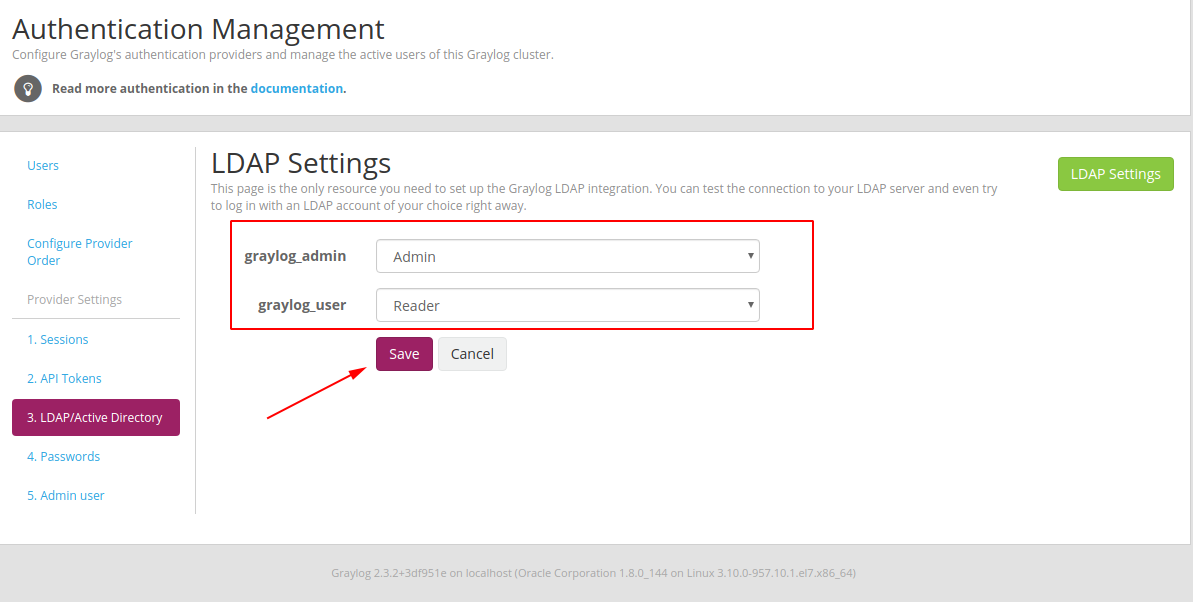 Authentication Management
Configure Graylog's authentication providers and manage the active users of this Graylog cluster.
Read more authentication in the documentation.
Users
Roles
Configure Provider
Order
Provider Settings
1. Sessions
2. API Tokens
3. LDAP/Active Directory
4. Passwords
5. Admin user
LDAP Settings
This page is the only resource you need to set up the Graylog LDAP integration. You can test the connection to your LDAP server and even try
to log in with an LDAP account of your choice right away.
LDAP Settings
graylog_admin Admin
graylog_user Reader
Save Cancel
Graylog 2.3.2+3df951e on localhost (Oracle Corporation 1.8.0_144 on Linux 3.10.0-957.10.1.el7.x86_64)